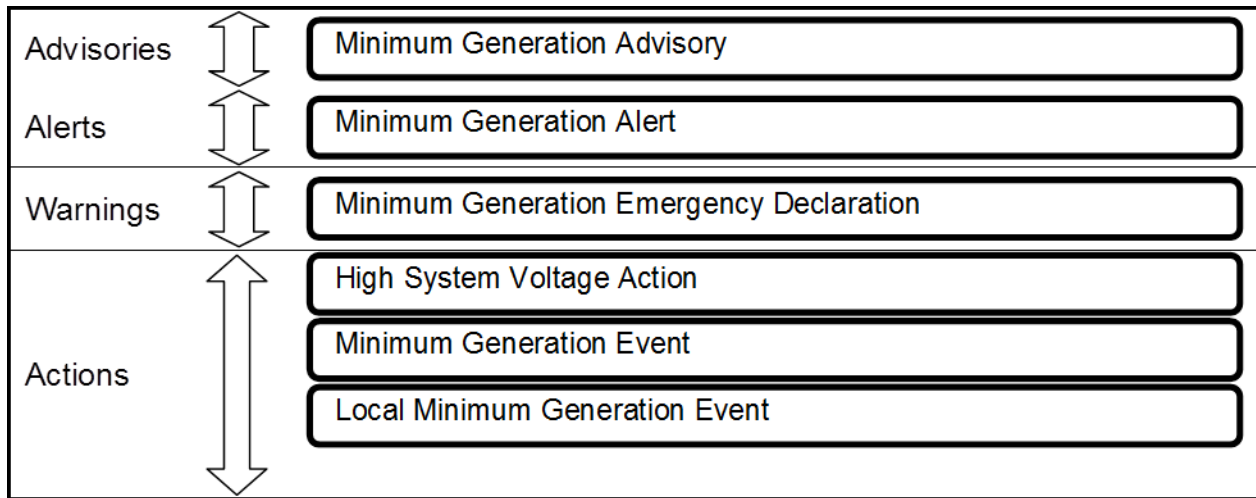 Advisories
Minimum Generation Advisory
Alerts
Minimum Generation Alert
Warnings
Minimum Generation Emergency Declaration
Actions
High System Voltage Action
Minimum Generation Event
Local Minimum Generation Event